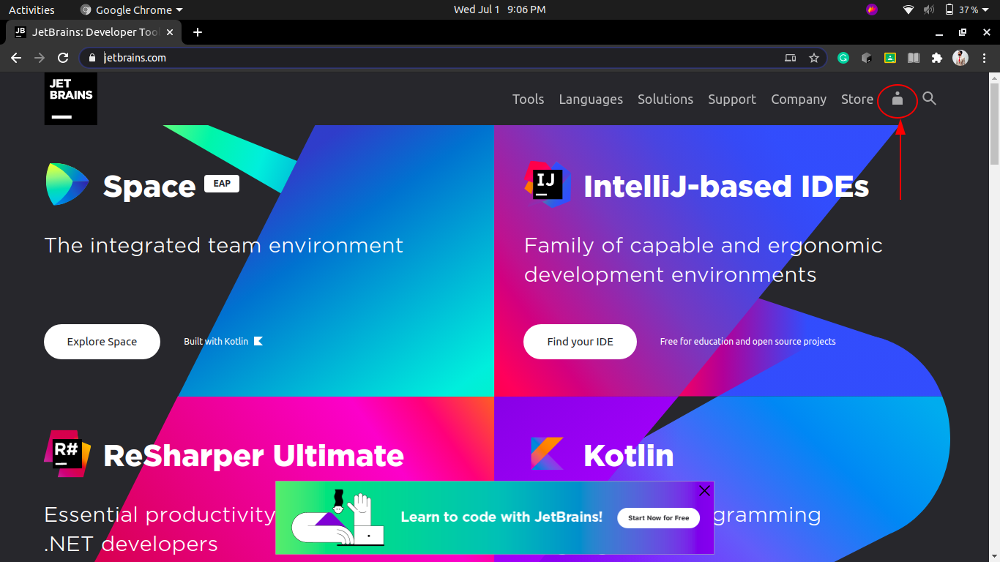 Activities
Google Chrome
Wed Jul 1 9:06 PM
37 %
JB
JetBrains: Developer Tool
jetbrains.com
JET
BRAINS
Tools
Languages
Solutions
Support
Company
Store
Space
EAP
The integrated team environment
Explore Space
Built with Kotlin
IJ
IntelliJ-based IDEs
Family of capable and ergonomic
development environments
Find your IDE
Free for education and open source projects
R#
ReSharper Ultimate
Essential productivity
.NET developers
Kotlin
Learn to code with JetBrains!
Start Now for Free